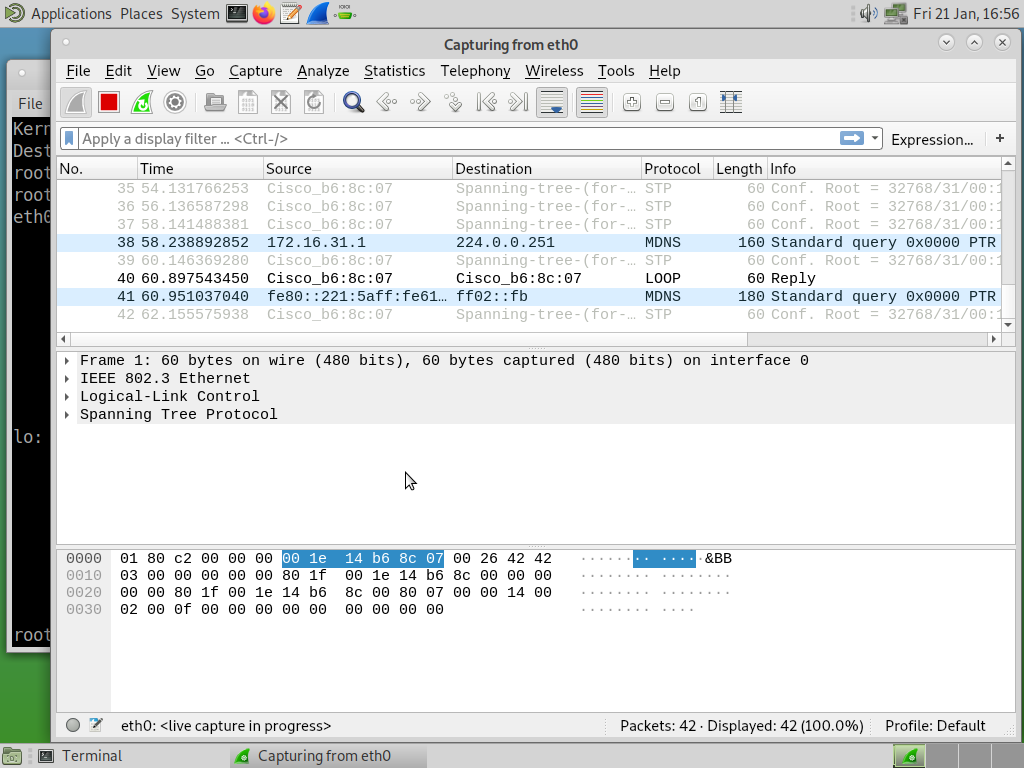 Applications Places System Fri 21 Jan, 16:56
Capturing from eth0
File Edit View Go Capture Analyze Statistics Telephony Wireless Tools Help
File
Kern
Dest
root
root
eth0
lo:
root
Apply a display filter ... <Ctrl-/> Expression... +
No. Time Source Destination Protocol Length Info
35 54.131766253 Cisco_b6:8c:07 Spanning-tree-(for-... STP 60 Conf. Root = 32768/31/00:1
36 56.136587298 Cisco_b6:8c:07 Spanning-tree-(for-... STP 60 Conf. Root = 32768/31/00:1
37 58.141488381 Cisco_b6:8c:07 Spanning-tree-(for-... STP 60 Conf. Root = 32768/31/00:1
38 58.238892852 172.16.31.1 224.0.0.251 MDNS 160 Standard query 0x0000 PTR
39 60.146369280 Cisco_b6:8c:07 Spanning-tree-(for-... STP 60 Conf. Root = 32768/31/00:1
40 60.897543450 Cisco_b6:8c:07 Cisco_b6:8c:07 LOOP 60 Reply
41 60.951037040 fe80::221:5aff:fe61... ff02::fb MDNS 180 Standard query 0x0000 PTR
42 62.155575938 Cisco_b6:8c:07 Spanning-tree-(for-... STP 60 Conf. Root = 32768/31/00:1
Frame 1: 60 bytes on wire (480 bits), 60 bytes captured (480 bits) on interface 0
IEEE 802.3 Ethernet
Logical-Link Control
Spanning Tree Protocol
0000 01 80 c2 00 00 00 00 1e 14 b6 8c 07 00 26 42 42 ········ ·····&BB
0010 03 00 00 00 00 00 80 1f 00 1e 14 b6 8c 00 00 00 ········ ········
0020 00 00 80 1f 00 1e 14 b6 8c 00 80 07 00 00 14 00 ········ ········
0030 02 00 0f 00 00 00 00 00 00 00 00 00 ········ ····
eth0: <live capture in progress> Packets: 42 · Displayed: 42 (100.0%) Profile: Default
Terminal Capturing from eth0